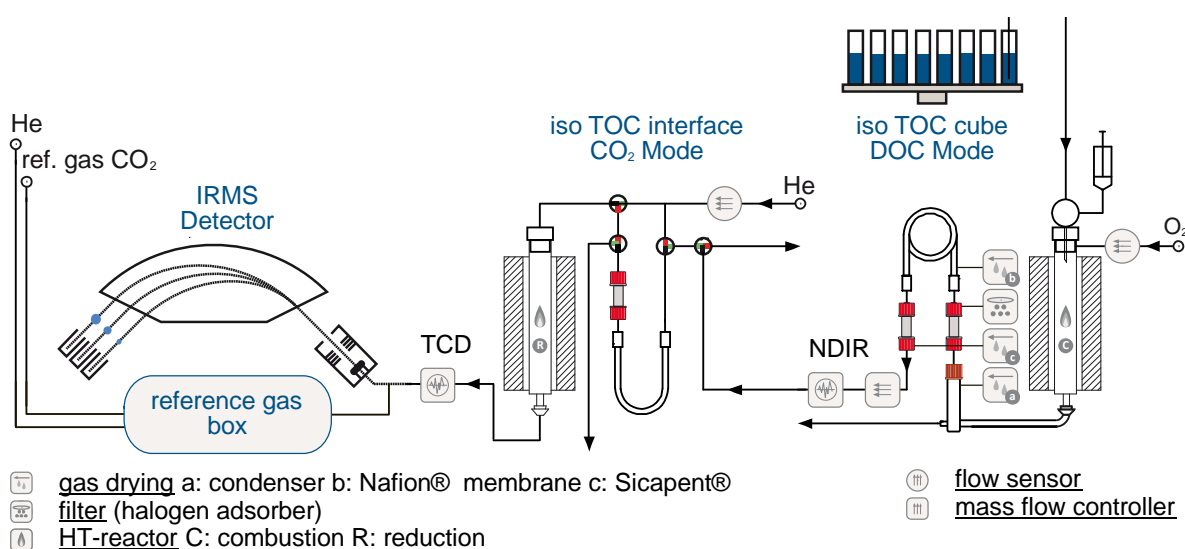 He
ref. gas CO₂
IRMS
Detector
reference gas
box
TCD
R
iso TOC interface
CO₂ Mode
He
iso TOC cube
DOC Mode
O₂
b
c
a
C
NDIR
gas drying a: condenser b: Nafion® membrane c: Sicapent®
filter (halogen adsorber)
HT-reactor C: combustion R: reduction
flow sensor
mass flow controller